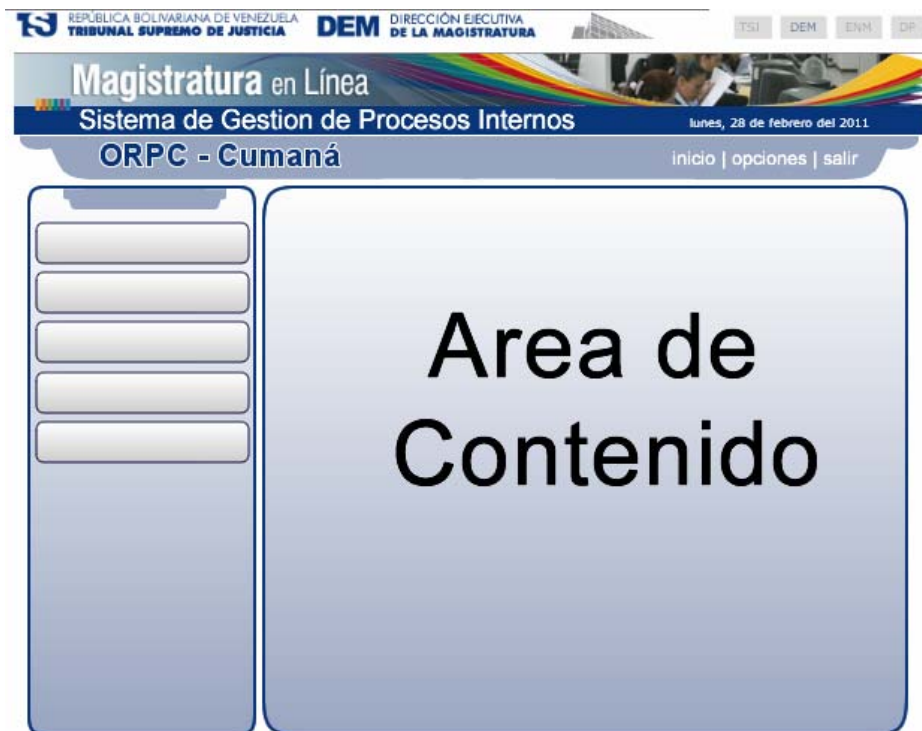 TSJ REPÚBLICA BOLIVARIANA DE VENEZUELA
TRIBUNAL SUPREMO DE JUSTICIA
DEM DIRECCIÓN EJECUTIVA
DE LA MAGISTRATURA
TSJ DEM ENM DP
Magistratura en Línea
Sistema de Gestion de Procesos Internos
lunes, 28 de febrero del 2011
ORPC - Cumaná
inicio | opciones | salir
Area de
Contenido